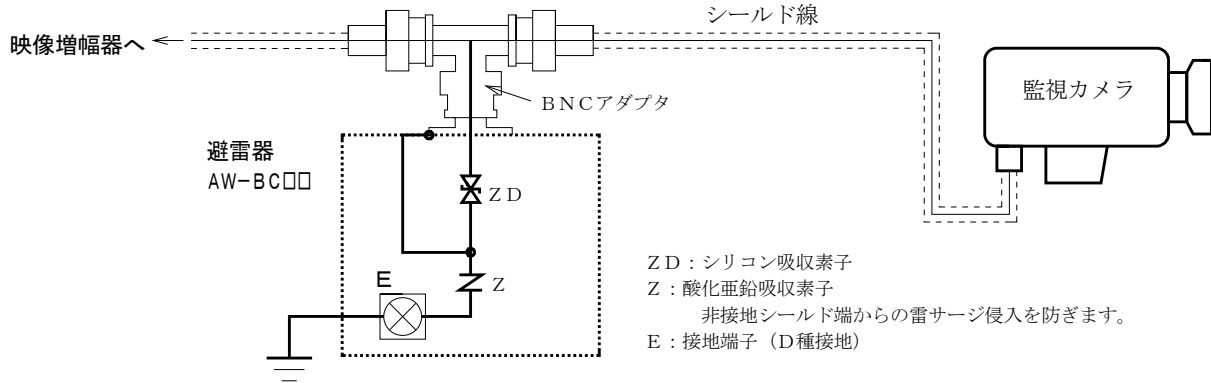 シールド線
映像増幅器へ
監視カメラ
BNCアダプタ
避雷器
AW-BC□□
ZD
E
Z
ZD：シリコン吸収素子
Z：酸化亜鉛吸収素子
非接地シールド端からの雷サージ侵入を防ぎます。
E：接地端子（D種接地）